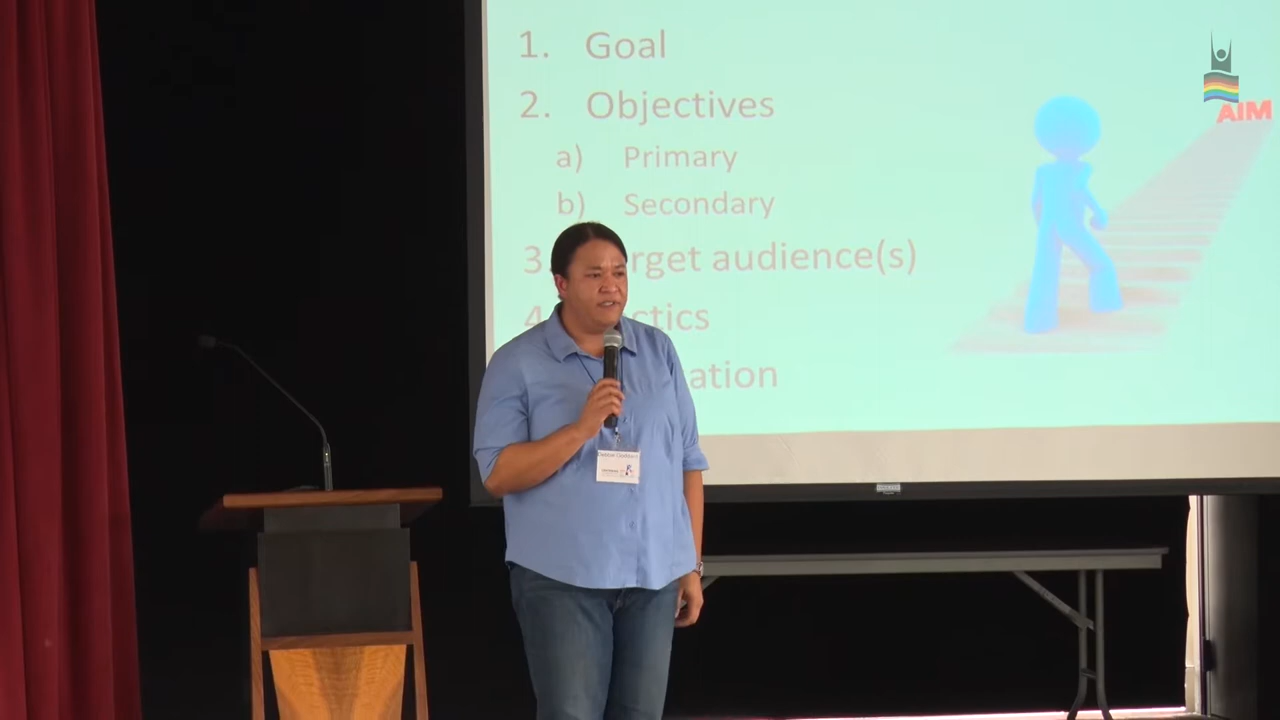 1. Goal
2. Objectives
a) Primary
b) Secondary
3. rget audience(s)
4 ctics
ation
AIM